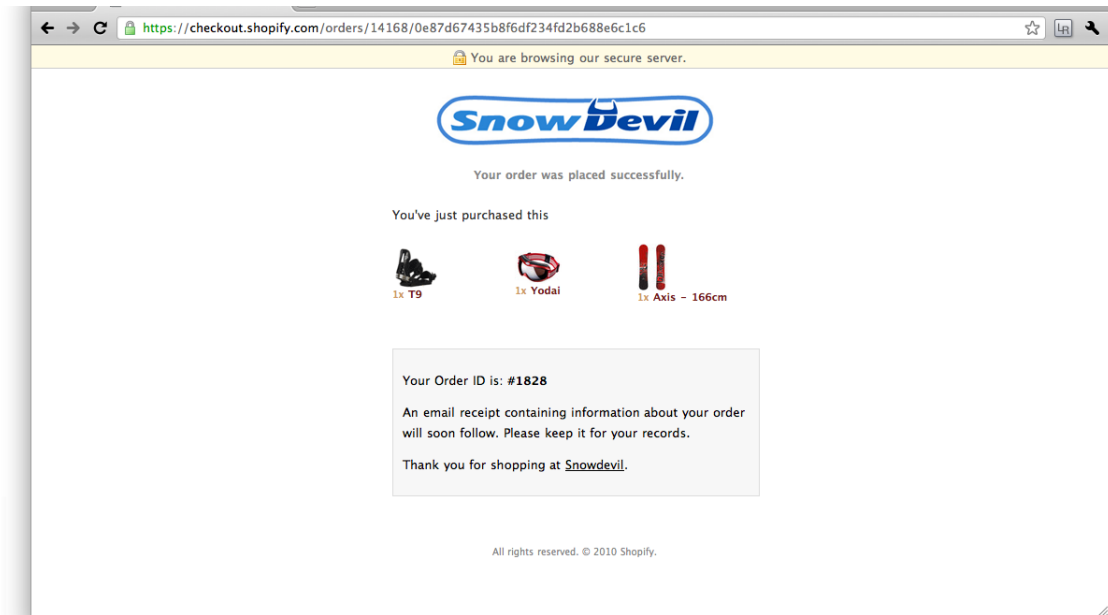 https://checkout.shopify.com/orders/14168/0e87d67435b8f6df234fd2b688e6c1c6
LR
You are browsing our secure server.
SnowDevil
Your order was placed successfully.
You've just purchased this
1x T9
1x Yodai
1x Axis - 166cm
Your Order ID is: #1828
An email receipt containing information about your order
will soon follow. Please keep it for your records.
Thank you for shopping at Snowdevil.
All rights reserved. © 2010 Shopify.